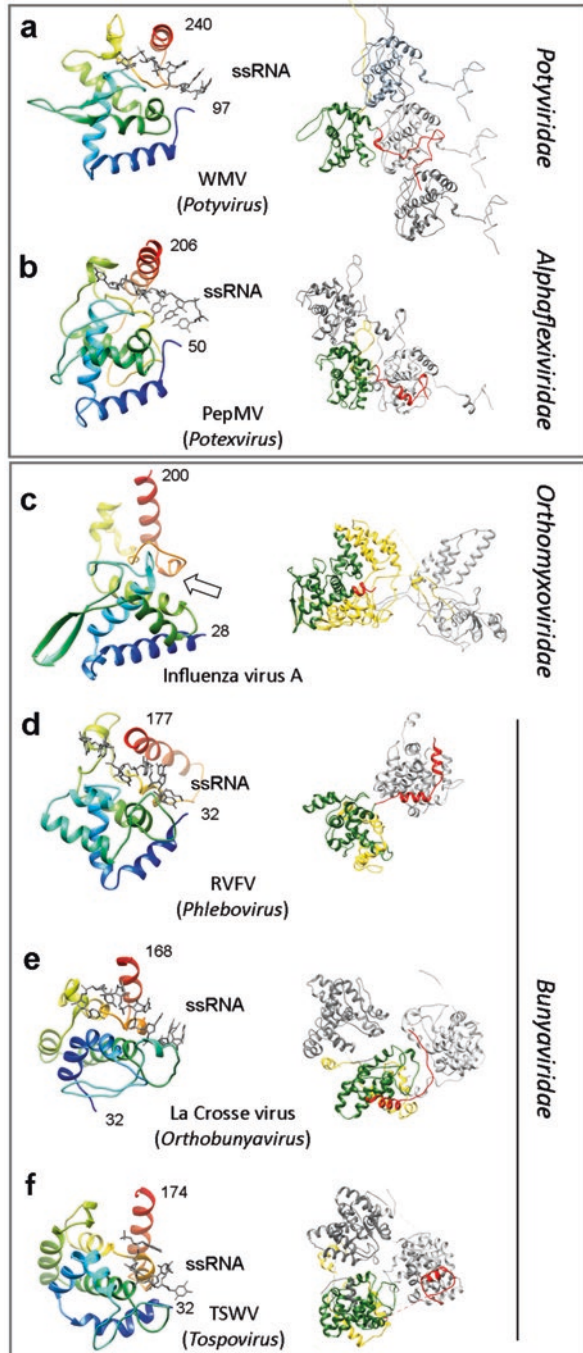 a
240
ssRNA
97
WMV
(Potyvirus)
Potyviridae
b
206
ssRNA
50
PepMV
(Potexvirus)
Alphaflexiviridae
c
200
28
Influenza virus A
Orthomyxoviridae
d
177
ssRNA
32
RVFV
(Phlebovirus)
e
168
ssRNA
32
La Crosse virus
(Orthobunyavirus)
f
174
ssRNA
32
TSWV
(Tospovirus)
Bunyaviridae